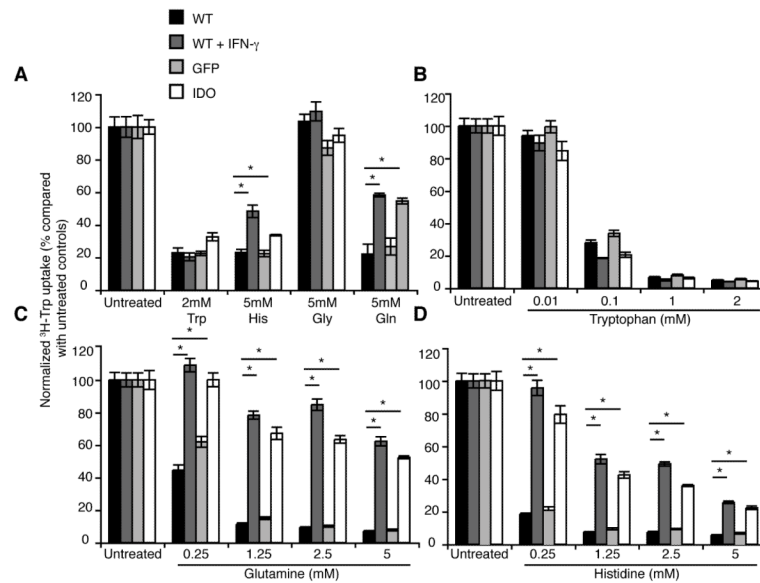 WT
WT + IFN-γ
GFP
IDO
A
B
Normalized ³H-Trp uptake (% compared
with untreated controls)
120
100
80
60
40
20
0
Untreated
2mM
Trp
5mM
His
5mM
Gly
5mM
Gln
*
*
*
*
120
100
80
60
40
20
0
Untreated
0.01
0.1
1
2
Tryptophan (mM)
C
D
120
100
80
60
40
20
0
Untreated
0.25
1.25
2.5
5
Glutamine (mM)
*
*
*
*
*
*
*
*
120
100
80
60
40
20
0
Untreated
0.25
1.25
2.5
5
Histidine (mM)
*
*
*
*
*
*
*
*